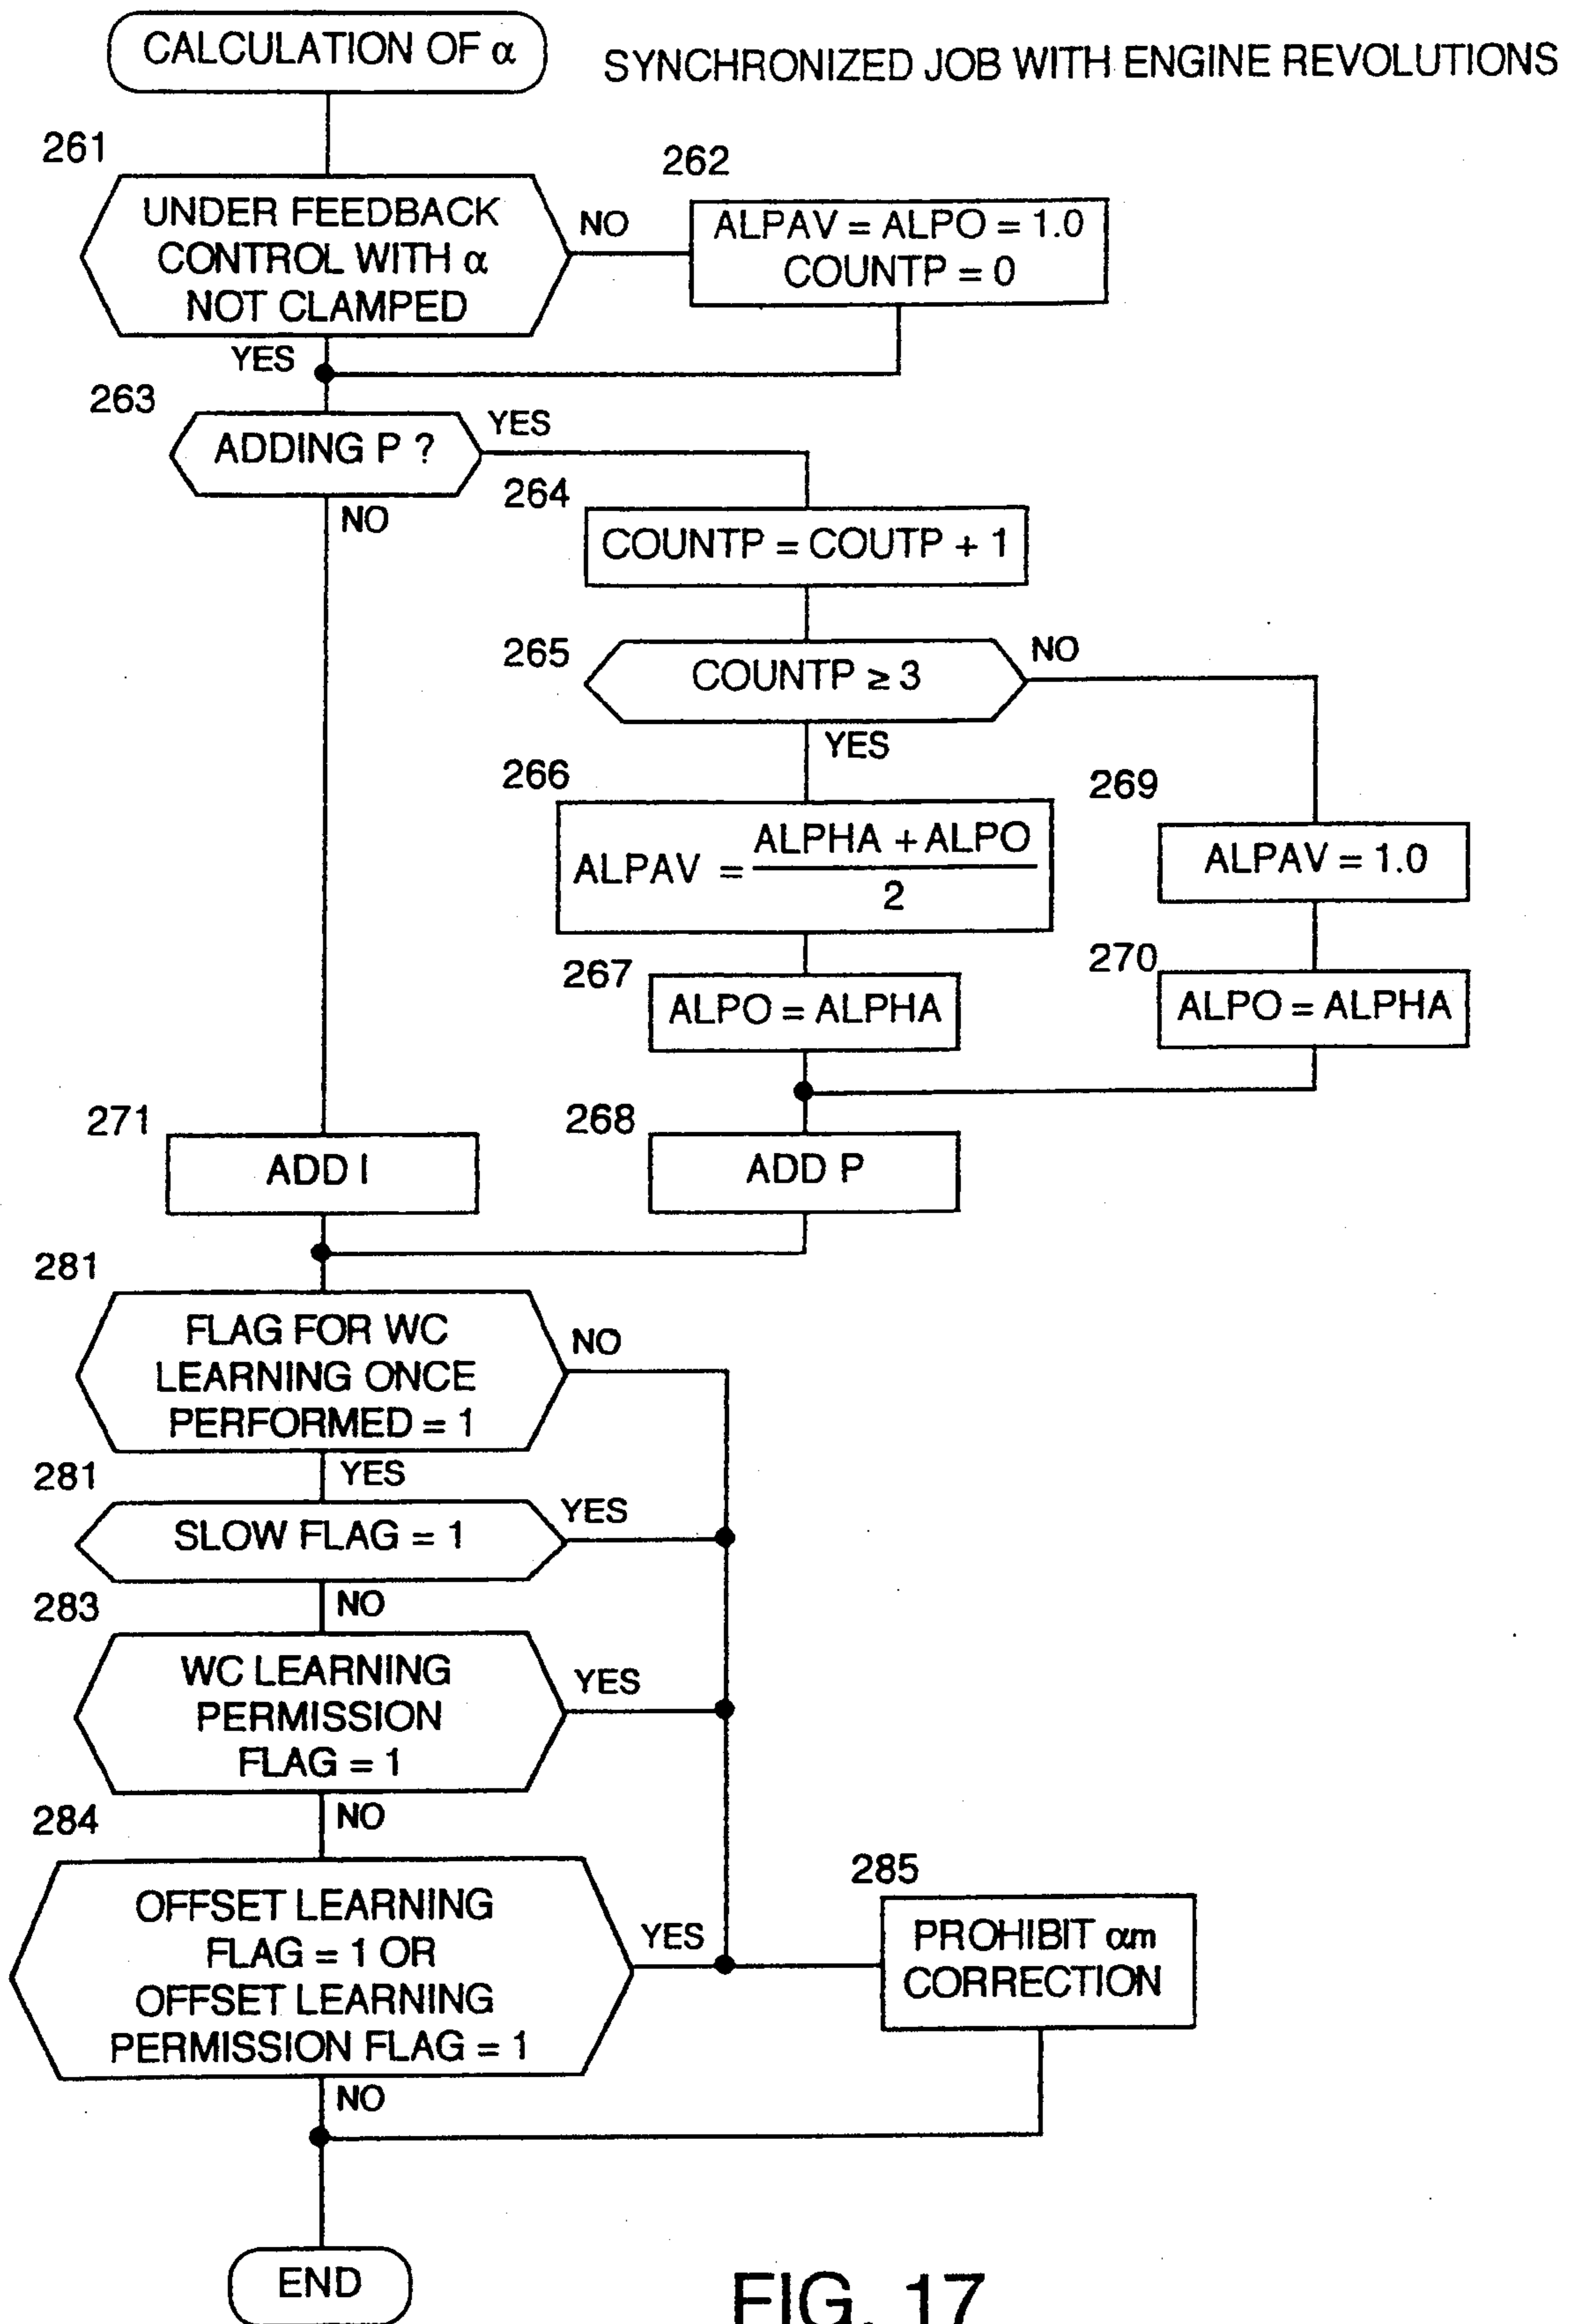 CALCULATION OF α
SYNCHRONIZED JOB WITH ENGINE REVOLUTIONS
261
UNDER FEEDBACK
CONTROL WITH α
NOT CLAMPED
NO
262
ALPAV = ALPO = 1.0
COUNTP = 0
YES
263
ADDING P ?
YES
NO
264
COUNTP = COUTP + 1
265
COUNTP ≥ 3
NO
YES
266
ALPAV = ALPHA + ALPO
2
269
ALPAV = 1.0
267
ALPO = ALPHA
270
ALPO = ALPHA
271
ADD I
268
ADD P
281
FLAG FOR WC
LEARNING ONCE
PERFORMED = 1
NO
YES
281
SLOW FLAG = 1
YES
NO
283
WC LEARNING
PERMISSION
FLAG = 1
YES
NO
284
OFFSET LEARNING
FLAG = 1 OR
OFFSET LEARNING
PERMISSION FLAG = 1
YES
285
PROHIBIT αm
CORRECTION
NO
END
FIG. 17